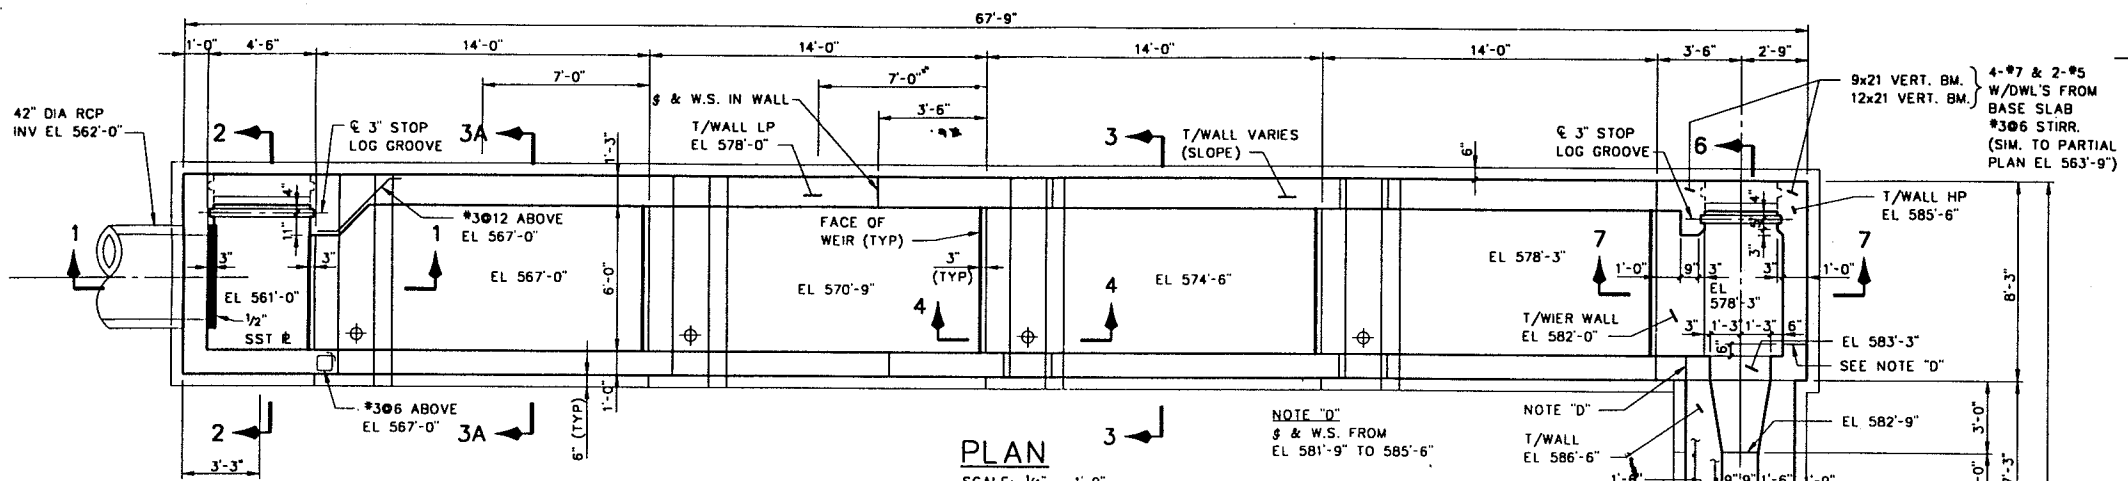 67'-9"
1'-0"
4'-6"
14'-0"
14'-0"
14'-0"
14'-0"
3'-6"
2'-9"
7'-0"
7'-0"
3'-6"
42" DIA RCP
INV EL 562'-0"
2
℄ 3" STOP
LOG GROOVE
3A
& W.S. IN WALL
T/WALL LP
EL 578'-0"
3
T/WALL VARIES
(SLOPE)
6"
℄ 3" STOP
LOG GROOVE
6
9x21 VERT. BM.
12x21 VERT. BM.
4-#7 & 2-#5
W/DWL'S FROM
BASE SLAB
#3@6 STIRR.
(SIM. TO PARTIAL
PLAN EL 563'-9")
1'-3"
4"
11"
#3@12 ABOVE
EL 567'-0"
FACE OF
WEIR (TYP)
4"
3"
T/WALL HP
EL 585'-6"
1
3"
3"
1
EL 561'-0"
1/2"
SST ℄
EL 567'-0"
6'-0"
EL 570'-9"
3"
(TYP)
4
4
EL 574'-6"
EL 578'-3"
7
1'-0"
9"
3"
3"
1'-0"
7
EL
578'-3"
8'-3"
T/WIER WALL
EL 582'-0"
3"
1'-3"
1'-3"
6"
6"
EL 583'-3"
SEE NOTE "D"
#3@6 ABOVE
EL 567'-0"
2
3A
6" (TYP)
1'-0"
3'-3"
PLAN
3
NOTE "D"
& W.S. FROM
EL 581'-9" TO 585'-6"
NOTE "D"
T/WALL
EL 586'-6"
EL 582'-9"
3'-0"
9"
9"
1'-6"